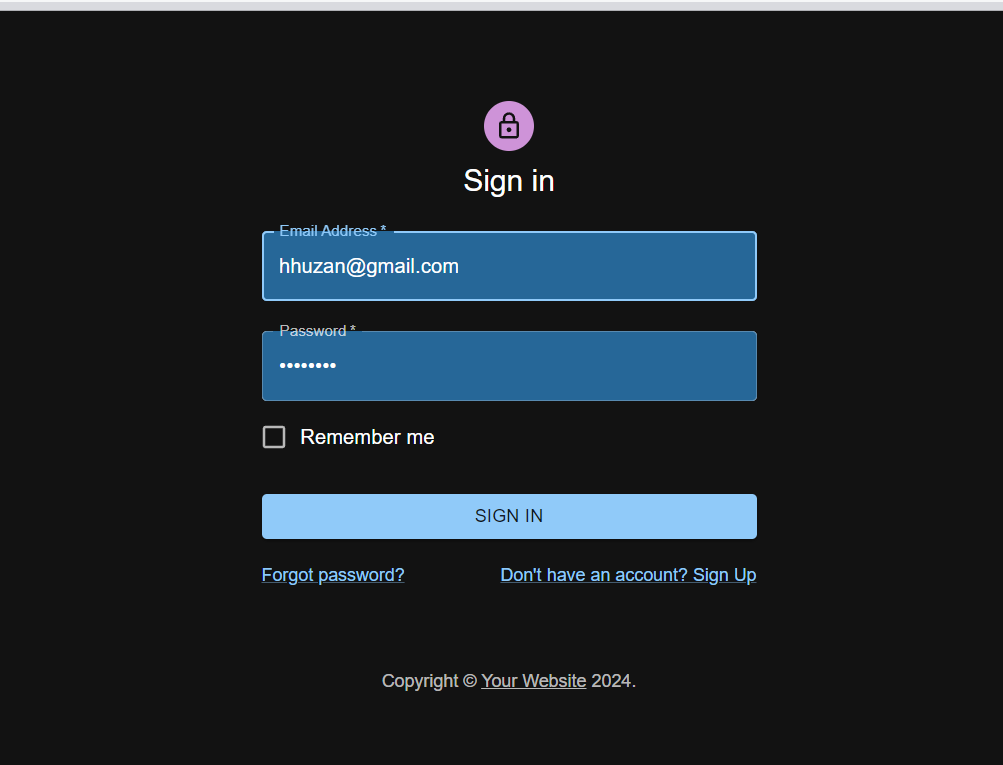 Sign in
Email Address *
hhuzan@gmail.com
Password *
••••••••
Remember me
SIGN IN
Forgot password? Don't have an account? Sign Up
Copyright © Your Website 2024.